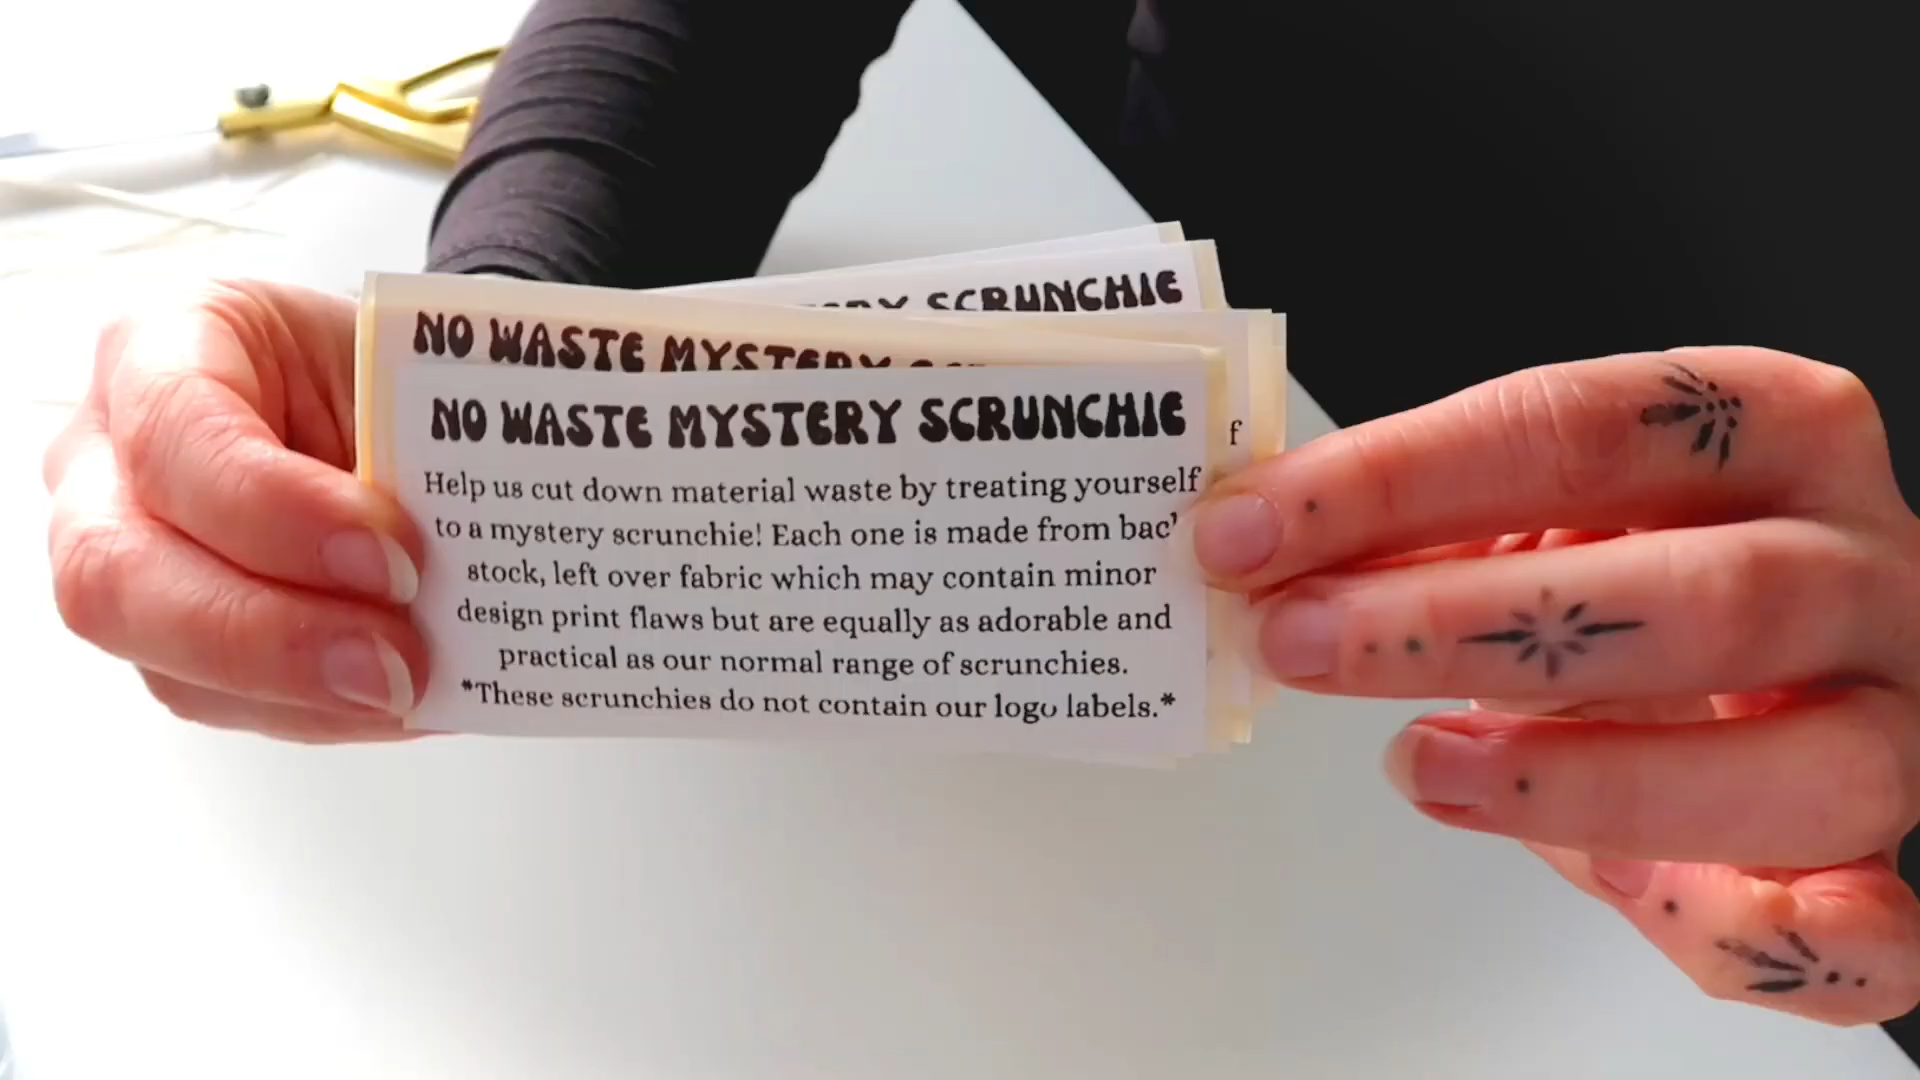 SCRUNCHIE
NO WASTE
NO WASTE MYSTERY SCRUNCHIE
f
Help us cut down material waste by treating yourself
to a mystery scrunchie! Each one is made from
stock, left over fabric which may contain minor
design print flaws but are equally as adorable and
practical as our normal range of scrunchies.
*These scrunchies do not contain our logo labels.*